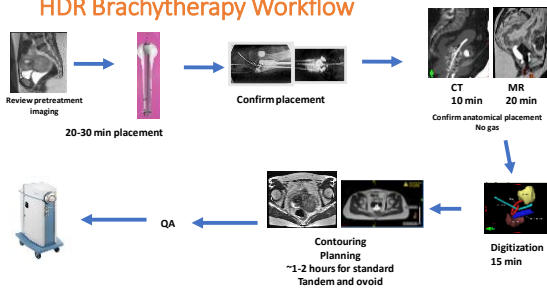 HDR Brachytherapy Workflow
Review pretreatment
imaging
20-30 min placement
Confirm placement
CT
10 min
MR
20 min
Confirm anatomical placement
No gas
Digitization
15 min
Contouring
Planning
~1-2 hours for standard
Tandem and ovoid
QA